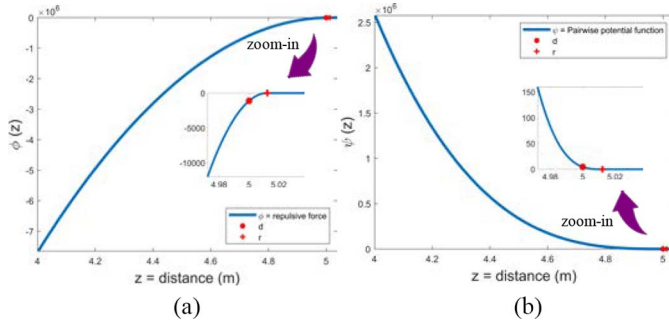 ×10⁶
0
-1
-2
-3
-4
-5
-6
-7
ϕ (z)
zoom-in
0
-5000
-10000
4.98 5 5.02
ϕ = repulsive force
d
r
4 4.2 4.4 4.6 4.8 5
z = distance (m)
(a)
×10⁶
2.5
2
1.5
1
0.5
0
ψ (z)
ψ = Pairwise potential function
d
r
150
100
50
0
4.98 5 5.02
zoom-in
4 4.2 4.4 4.6 4.8 5
z = distance (m)
(b)